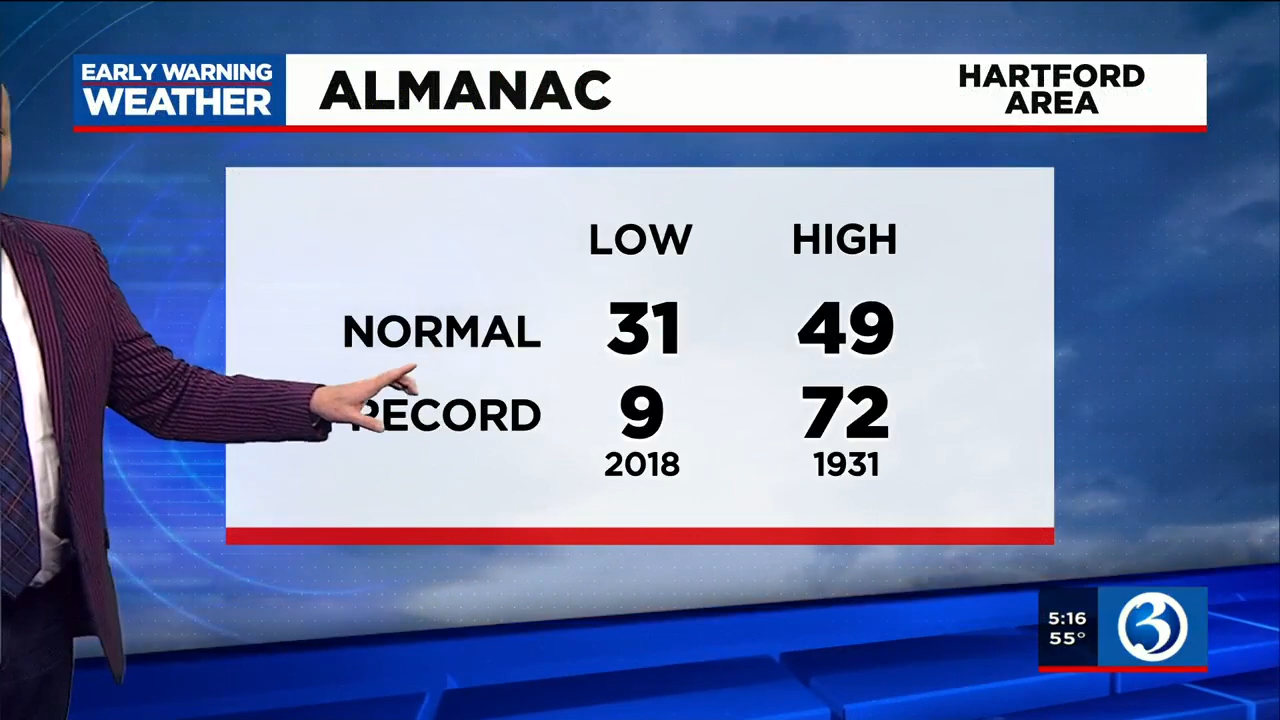 EARLY WARNING
WEATHER
ALMANAC
HARTFORD
AREA
LOW HIGH
NORMAL 31 49
RECORD 9 72
2018 1931
5:16
55°
3